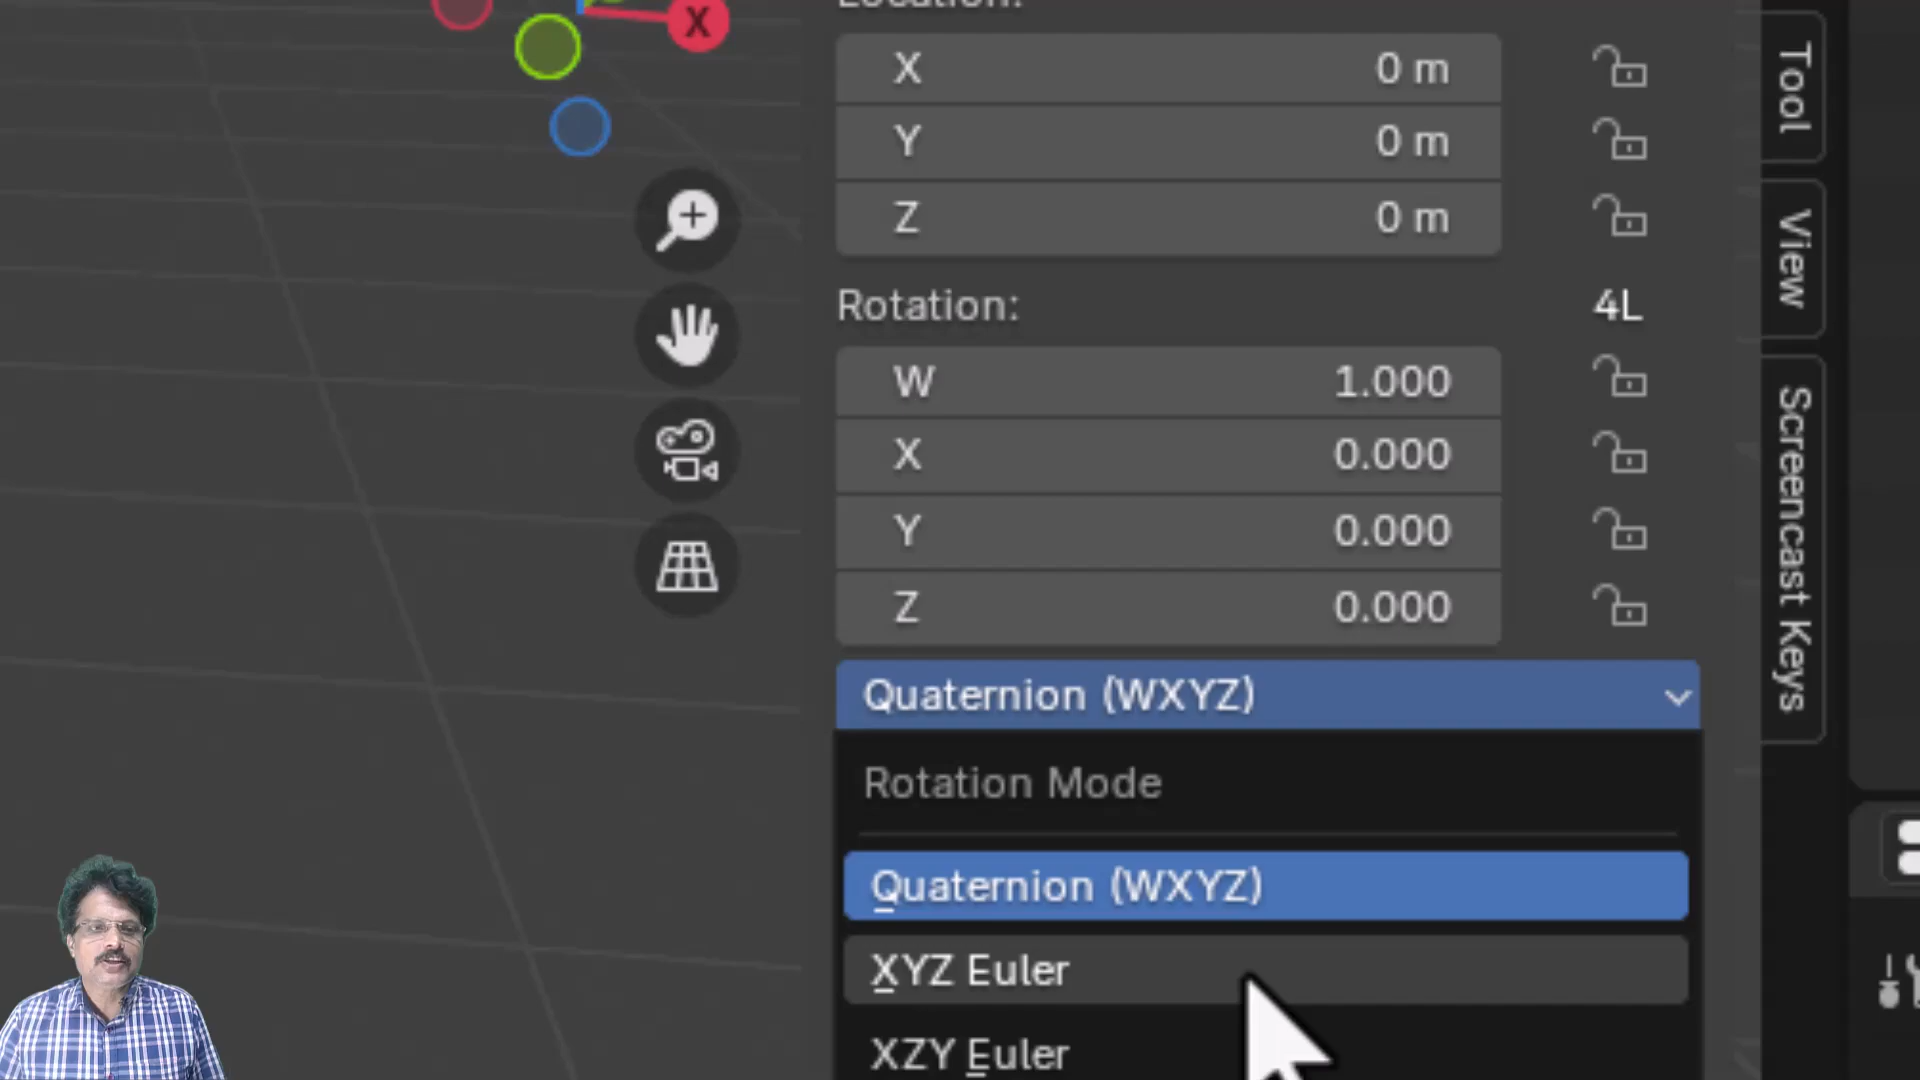 Location:
X
X 0 m
Y 0 m
Z 0 m
Rotation: 4L
W 1.000
X 0.000
Y 0.000
Z 0.000
Quaternion (WXYZ)
Rotation Mode
Quaternion (WXYZ)
XYZ Euler
XZY Euler
Tool
View
Screencast Keys